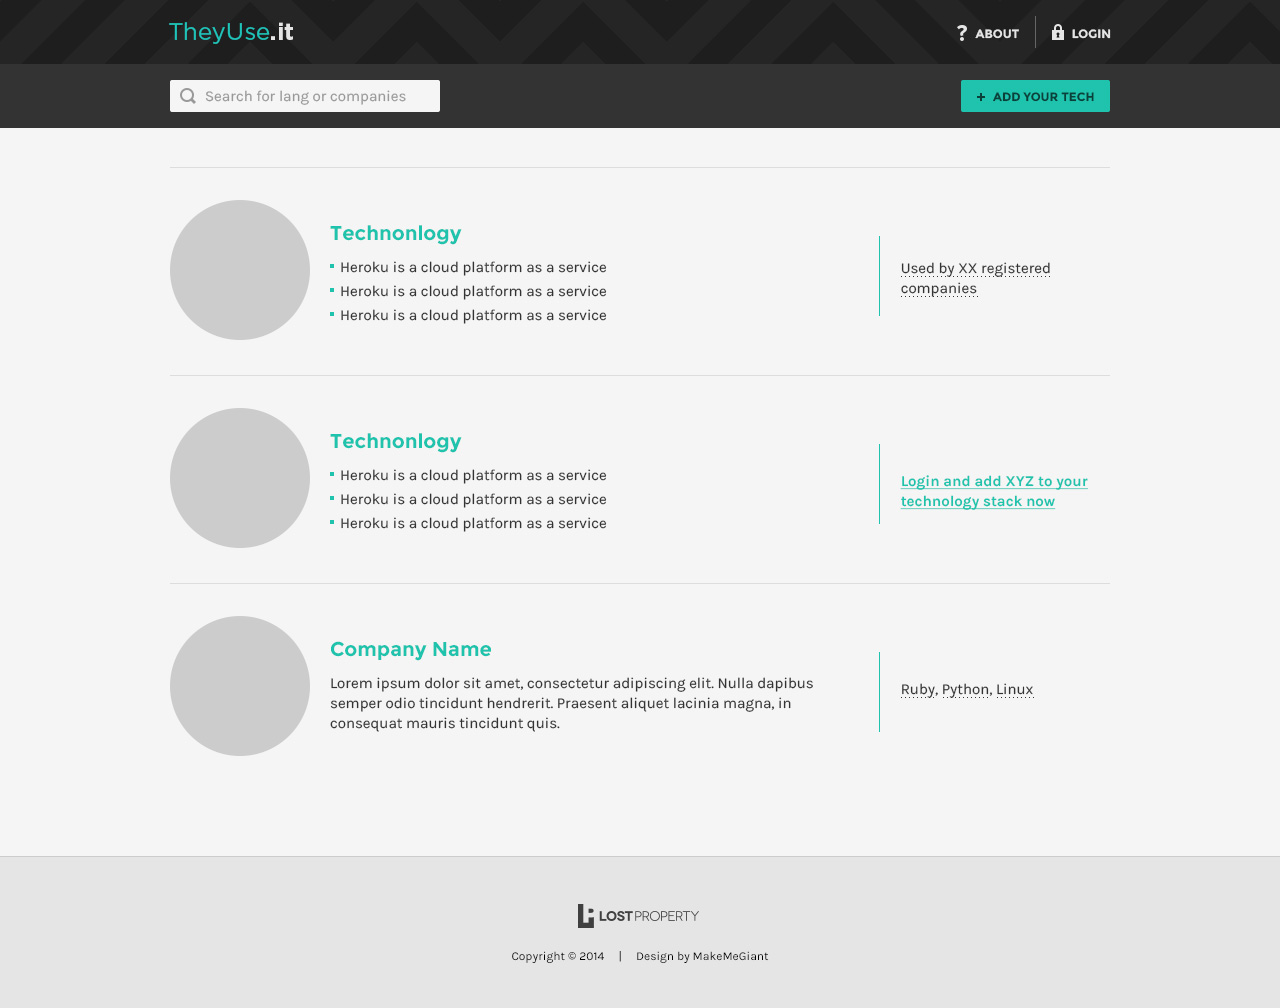 TheyUse.it
? ABOUT
LOGIN
Search for lang or companies
+ ADD YOUR TECH
Technonlogy
Heroku is a cloud platform as a service
Heroku is a cloud platform as a service
Heroku is a cloud platform as a service
Used by XX registered
companies
Technonlogy
Heroku is a cloud platform as a service
Heroku is a cloud platform as a service
Heroku is a cloud platform as a service
Login and add XYZ to your
technology stack now
Company Name
Lorem ipsum dolor sit amet, consectetur adipiscing elit. Nulla dapibus
semper odio tincidunt hendrerit. Praesent aliquet lacinia magna, in
consequat mauris tincidunt quis.
Ruby, Python, Linux
LOSTPROPERTY
Copyright © 2014 | Design by MakeMeGiant